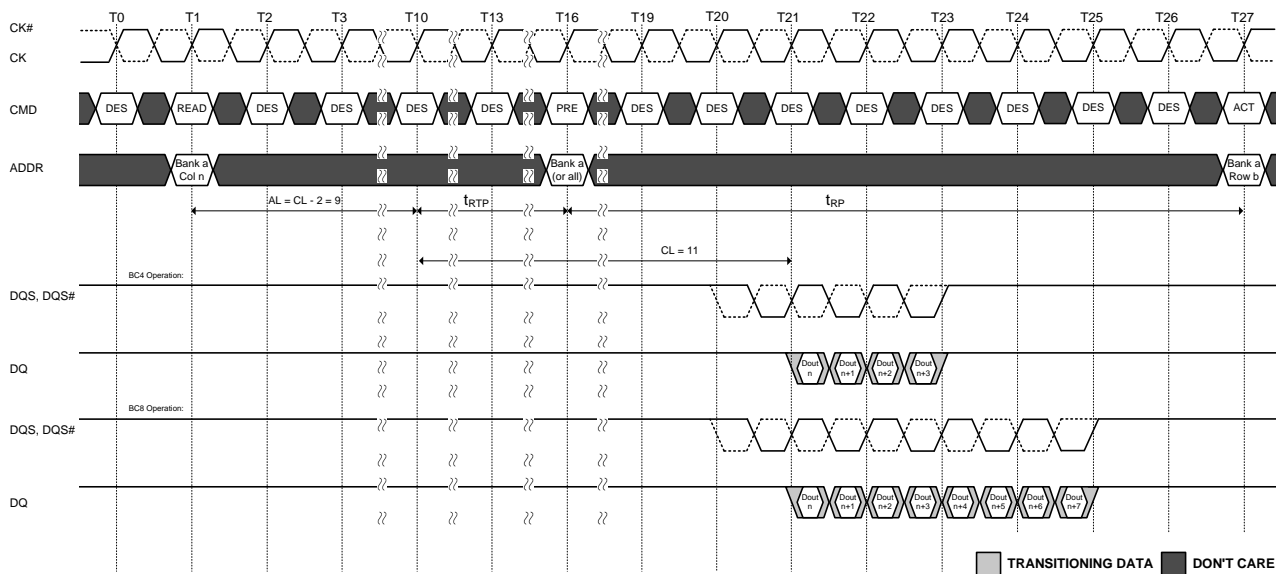 T0 T1 T2 T3 T10 T13 T16 T19 T20 T21 T22 T23 T24 T25 T26 T27
CK#
CK
CMD DES READ DES DES DES DES PRE DES DES DES DES DES DES DES DES ACT
ADDR
Bank a
Col n
Bank a
(or all)
Bank a
Row b
AL = CL - 2 = 9 tRTP tRP
CL = 11
BC4 Operation:
DQS, DQS#
DQ
Dout n Dout n+1 Dout n+2 Dout n+3
BC8 Operation:
DQS, DQS#
DQ
Dout n Dout n+1 Dout n+2 Dout n+3 Dout n+4 Dout n+5 Dout n+6 Dout n+7
TRANSITIONING DATA DON'T CARE